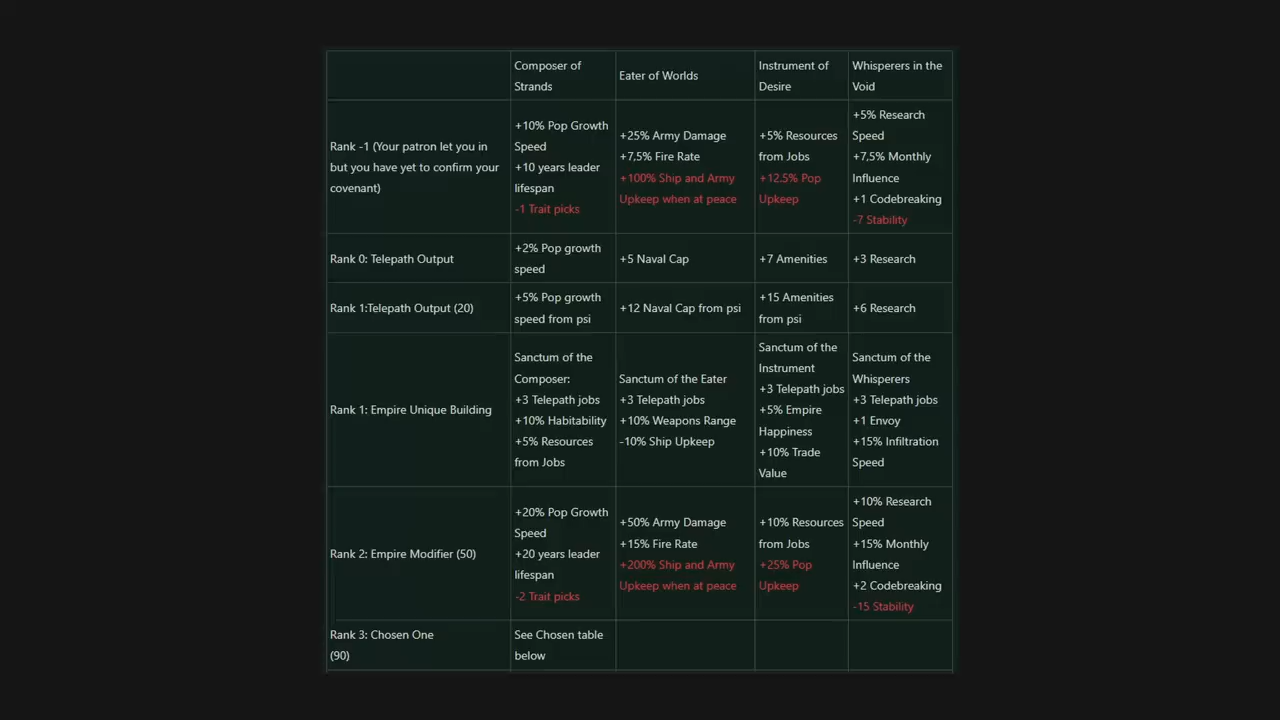 Composer of
Strands
Eater of Worlds
Instrument of
Desire
Whisperers in the
Void
Rank -1 (Your patron let you in
but you have yet to confirm your
covenant)
+10% Pop Growth
Speed
+10 years leader
lifespan
-1 Trait picks
+25% Army Damage
+7,5% Fire Rate
+100% Ship and Army
Upkeep when at peace
+5% Resources
from Jobs
+12.5% Pop
Upkeep
+5% Research
Speed
+7,5% Monthly
Influence
+1 Codebreaking
-7 Stability
Rank 0: Telepath Output
+2% Pop growth
speed
+5 Naval Cap
+7 Amenities
+3 Research
Rank 1:Telepath Output (20)
+5% Pop growth
speed from psi
+12 Naval Cap from psi
+15 Amenities
from psi
+6 Research
Rank 1: Empire Unique Building
Sanctum of the
Composer:
+3 Telepath jobs
+10% Habitability
+5% Resources
from Jobs
Sanctum of the Eater
+3 Telepath jobs
+10% Weapons Range
-10% Ship Upkeep
Sanctum of the
Instrument
+3 Telepath jobs
+5% Empire
Happiness
+10% Trade
Value
Sanctum of the
Whisperers
+3 Telepath jobs
+1 Envoy
+15% Infiltration
Speed
Rank 2: Empire Modifier (50)
+20% Pop Growth
Speed
+20 years leader
lifespan
-2 Trait picks
+50% Army Damage
+15% Fire Rate
+200% Ship and Army
Upkeep when at peace
+10% Resources
from Jobs
+25% Pop
Upkeep
+10% Research
Speed
+15% Monthly
Influence
+2 Codebreaking
-15 Stability
Rank 3: Chosen One
(90)
See Chosen table
below